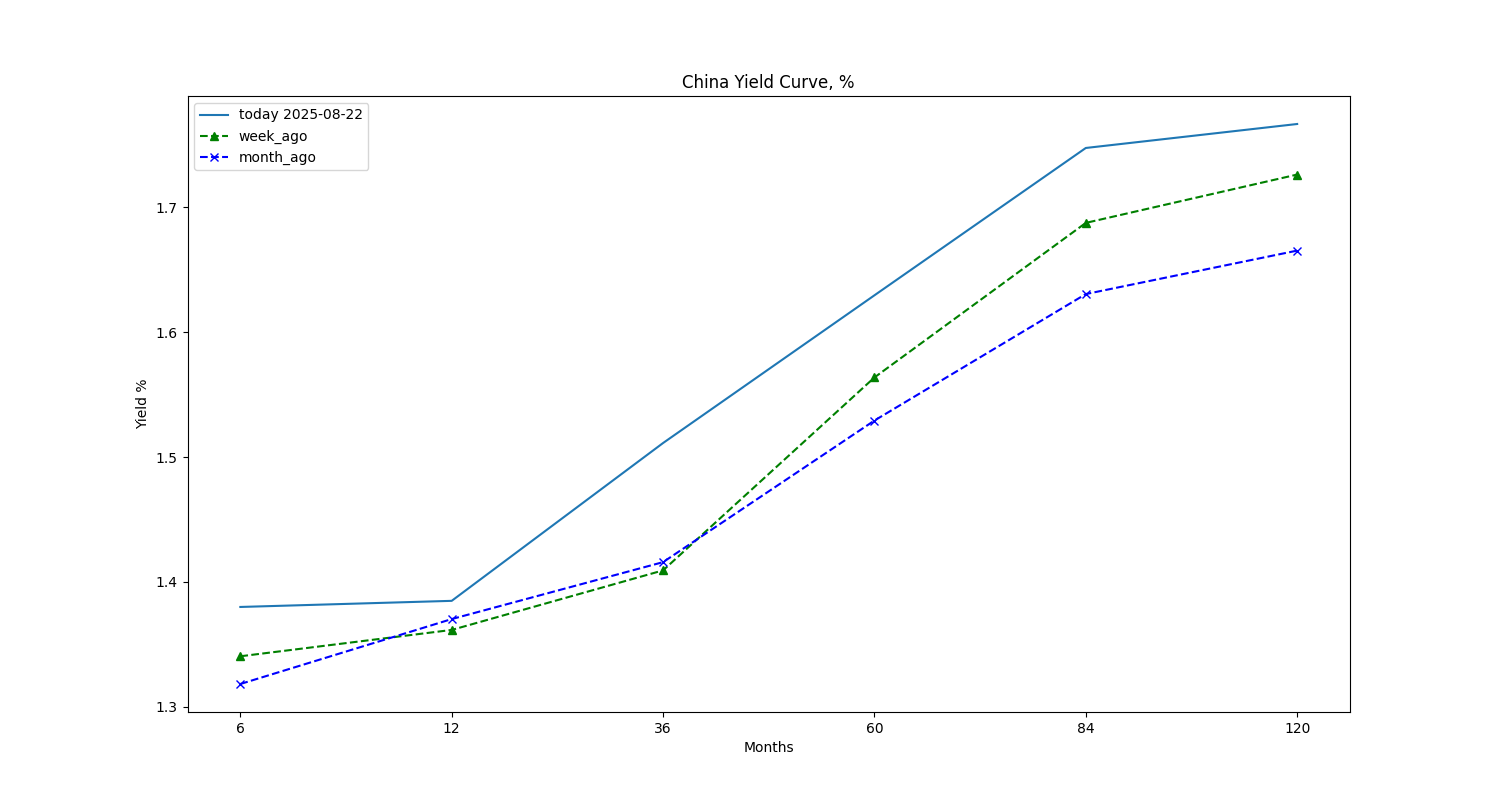 China Yield Curve, %
today 2025-08-22
week_ago
month_ago
1.7
1.6
1.5
1.4
1.3
Yield %
6 12 36 60 84 120
Months